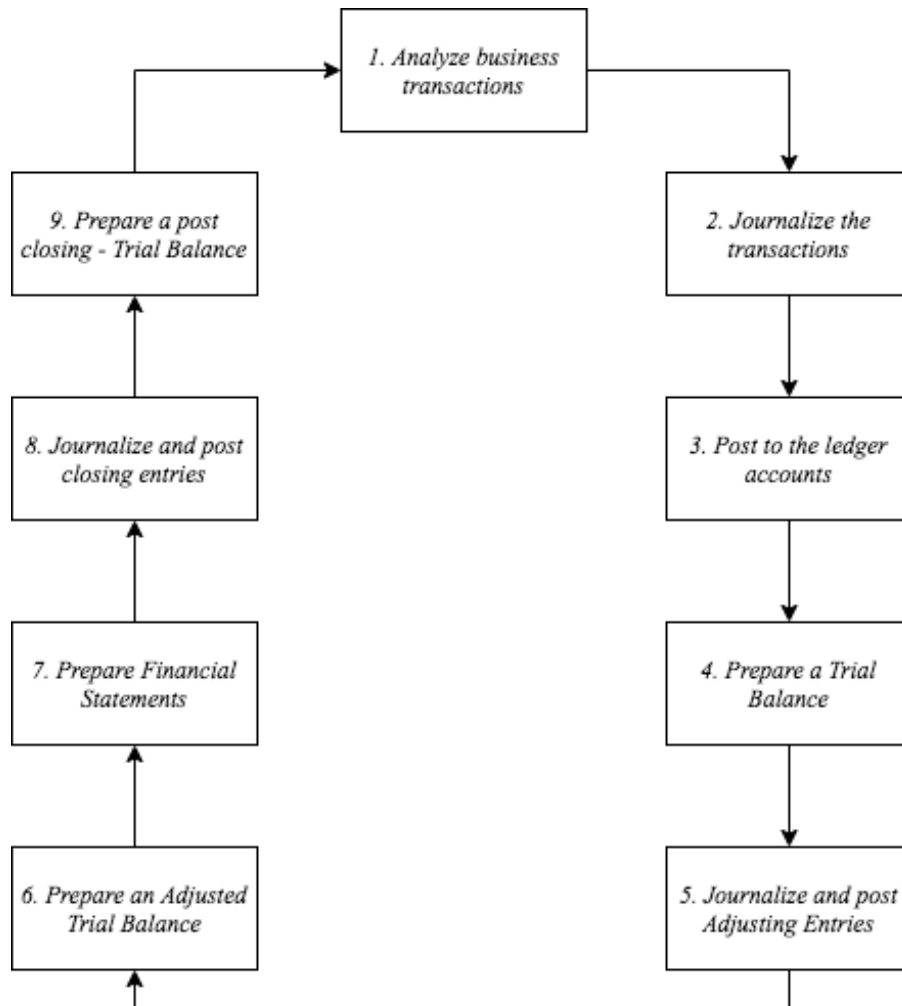 1. Analyze business
transactions
2. Journalize the
transactions
3. Post to the ledger
accounts
4. Prepare a Trial
Balance
5. Journalize and post
Adjusting Entries
6. Prepare an Adjusted
Trial Balance
7. Prepare Financial
Statements
8. Journalize and post
closing entries
9. Prepare a post
closing - Trial Balance